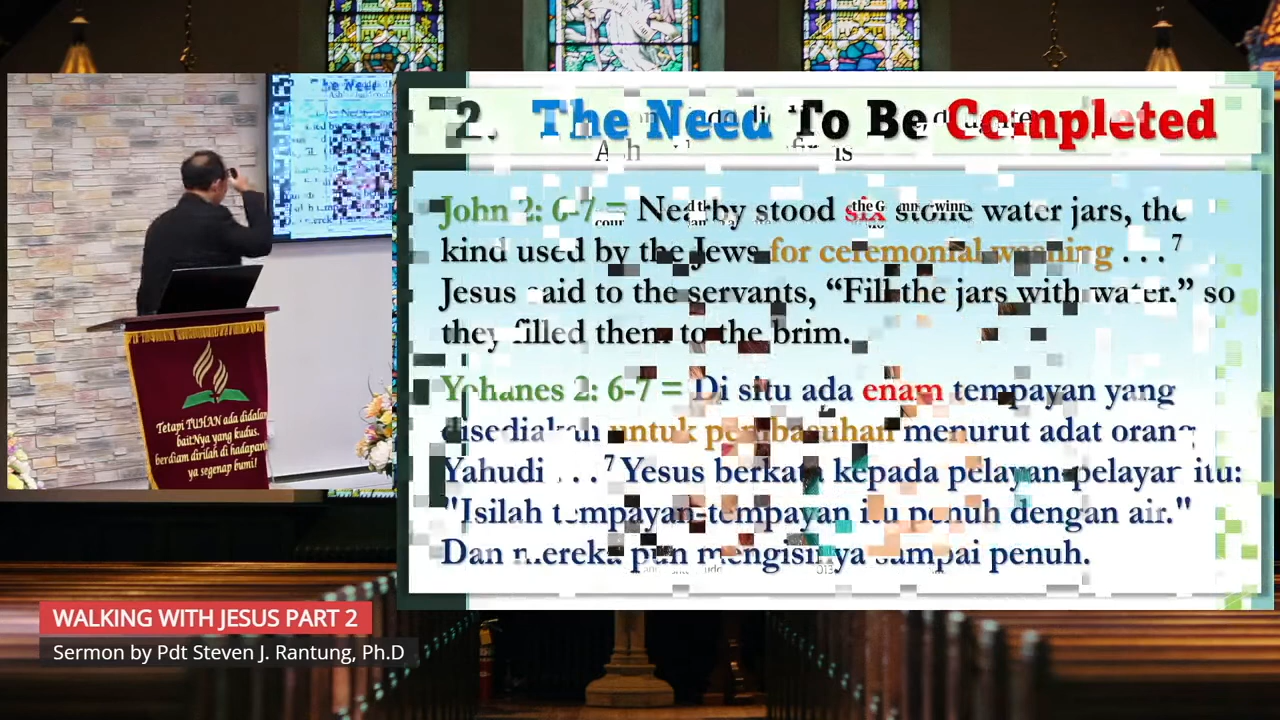 2. The Need To Be Completed
John 2: 6-7 = Nearby stood six stone water jars, the
kind used by the Jews for ceremonial washing . . . 7
Jesus said to the servants, “Fill the jars with water.” so
they filled them to the brim.
Yohanes 2: 6-7 = Di situ ada enam tempayan yang
disediakan untuk pembasuhan menurut adat orang
Yahudi . . . 7 Yesus berkata kepada pelayan-pelayan itu:
"Isilah tempayan-tempayan itu penuh dengan air."
Dan mereka pun mengisinya sampai penuh.
Tetapi TUHAN ada didalam
baitNya yang kudus.
berdiam dirilah di hadapan
ya segenap bumi!
WALKING WITH JESUS PART 2
Sermon by Pdt Steven J. Rantung, Ph.D